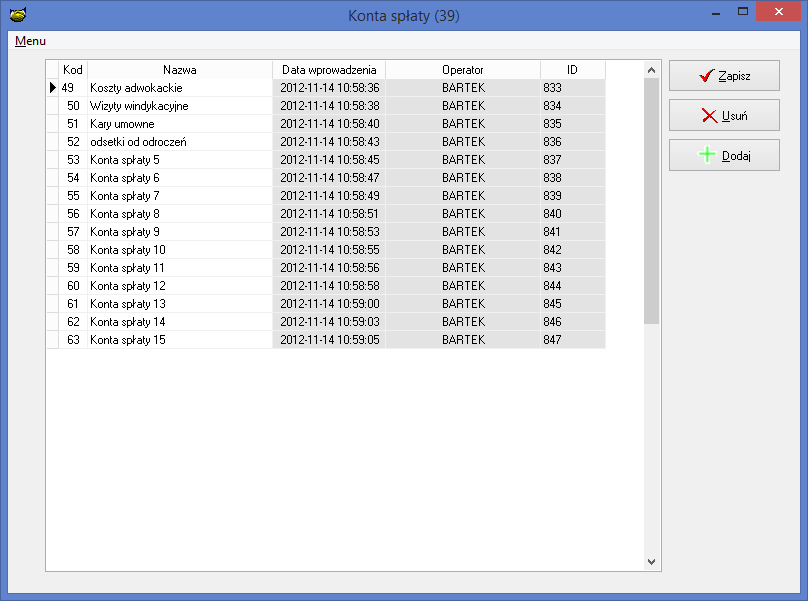 Konta spłaty (39)
Menu
Kod Nazwa Data wprowadzenia Operator ID
49 Koszty adwokackie 2012-11-14 10:58:36 BARTEK 833
50 Wizyty windykacyjne 2012-11-14 10:58:38 BARTEK 834
51 Kary umowne 2012-11-14 10:58:40 BARTEK 835
52 odsetki od odroczeń 2012-11-14 10:58:43 BARTEK 836
53 Konta spłaty 5 2012-11-14 10:58:45 BARTEK 837
54 Konta spłaty 6 2012-11-14 10:58:47 BARTEK 838
55 Konta spłaty 7 2012-11-14 10:58:49 BARTEK 839
56 Konta spłaty 8 2012-11-14 10:58:51 BARTEK 840
57 Konta spłaty 9 2012-11-14 10:58:53 BARTEK 841
58 Konta spłaty 10 2012-11-14 10:58:55 BARTEK 842
59 Konta spłaty 11 2012-11-14 10:58:56 BARTEK 843
60 Konta spłaty 12 2012-11-14 10:58:58 BARTEK 844
61 Konta spłaty 13 2012-11-14 10:59:00 BARTEK 845
62 Konta spłaty 14 2012-11-14 10:59:03 BARTEK 846
63 Konta spłaty 15 2012-11-14 10:59:05 BARTEK 847
Zapisz
Usuń
Dodaj